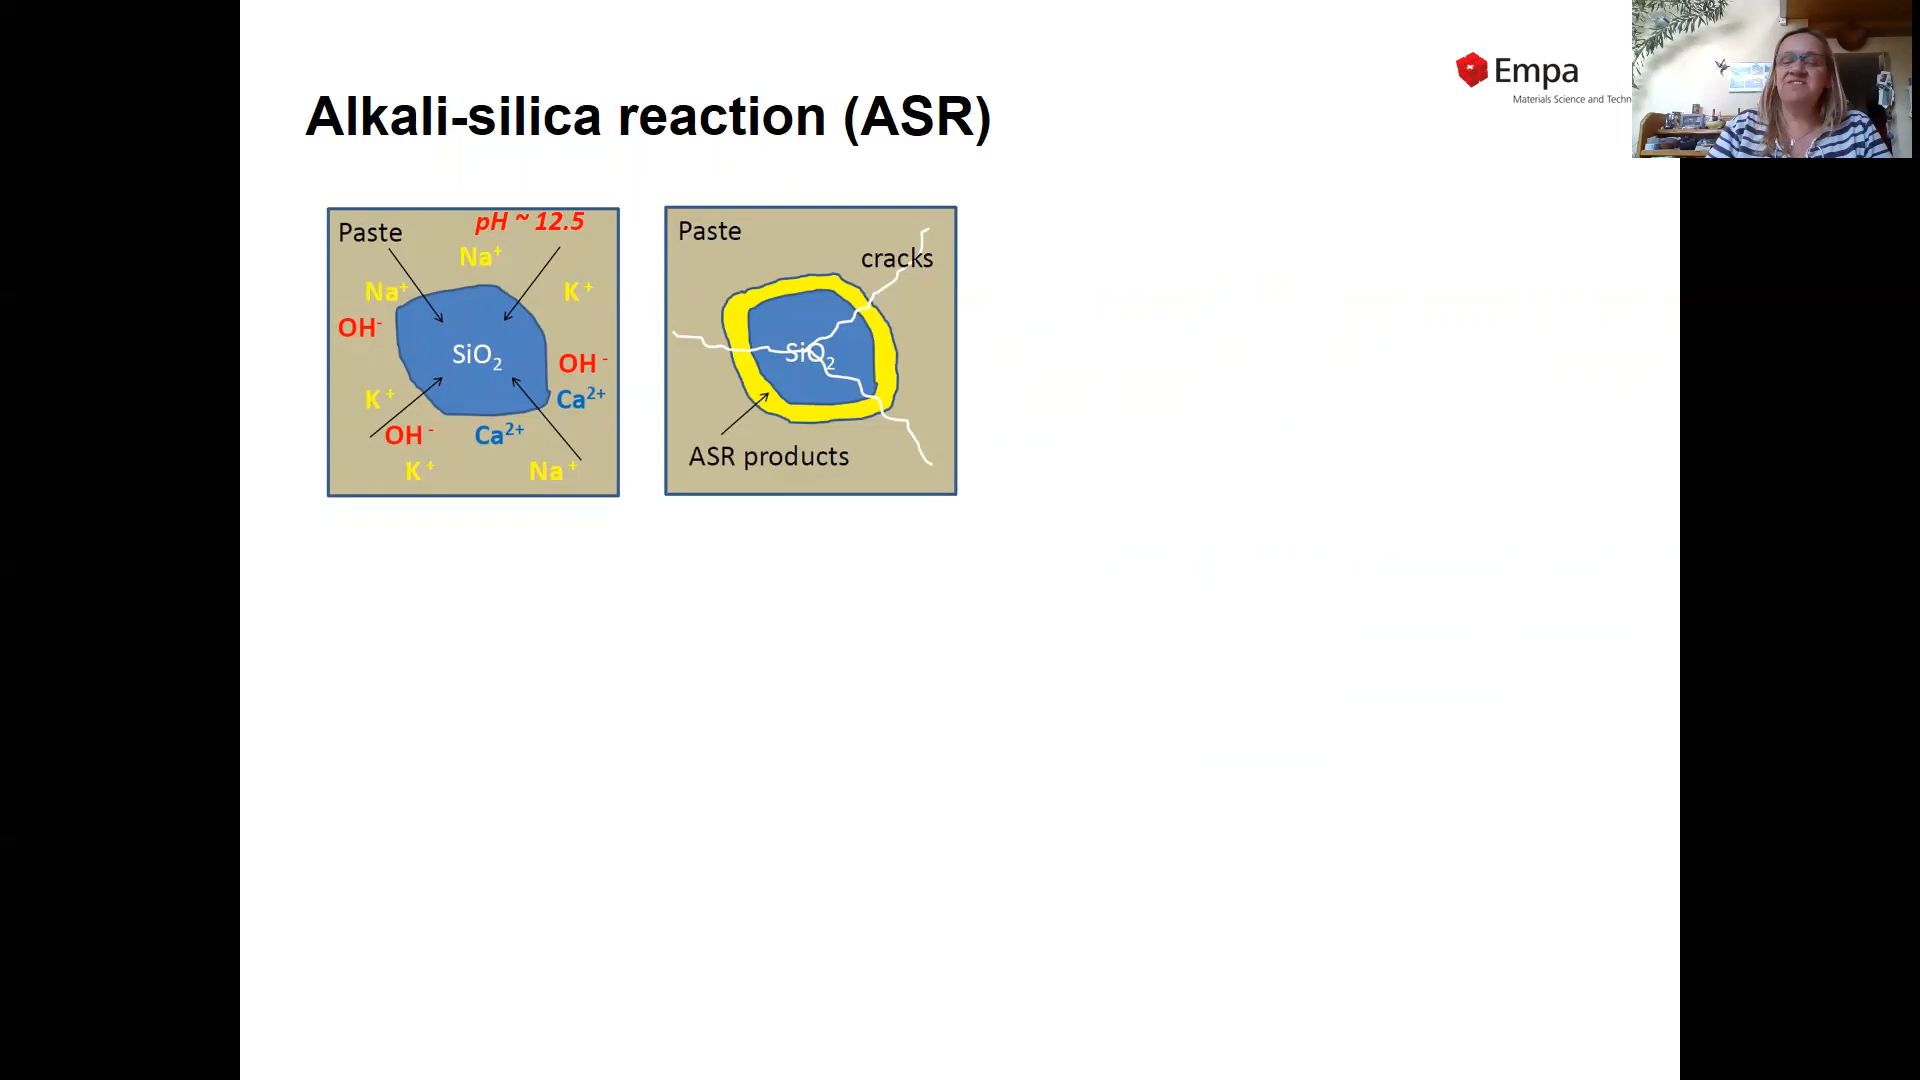 Empa
Materials Science and Techn
Alkali-silica reaction (ASR)
Paste
pH ~ 12.5
Na⁺
Na⁺
K⁺
OH⁻
SiO₂
OH⁻
K⁺
Ca²⁺
OH⁻
Ca²⁺
K⁺
Na⁺
Paste
cracks
SiO₂
ASR products